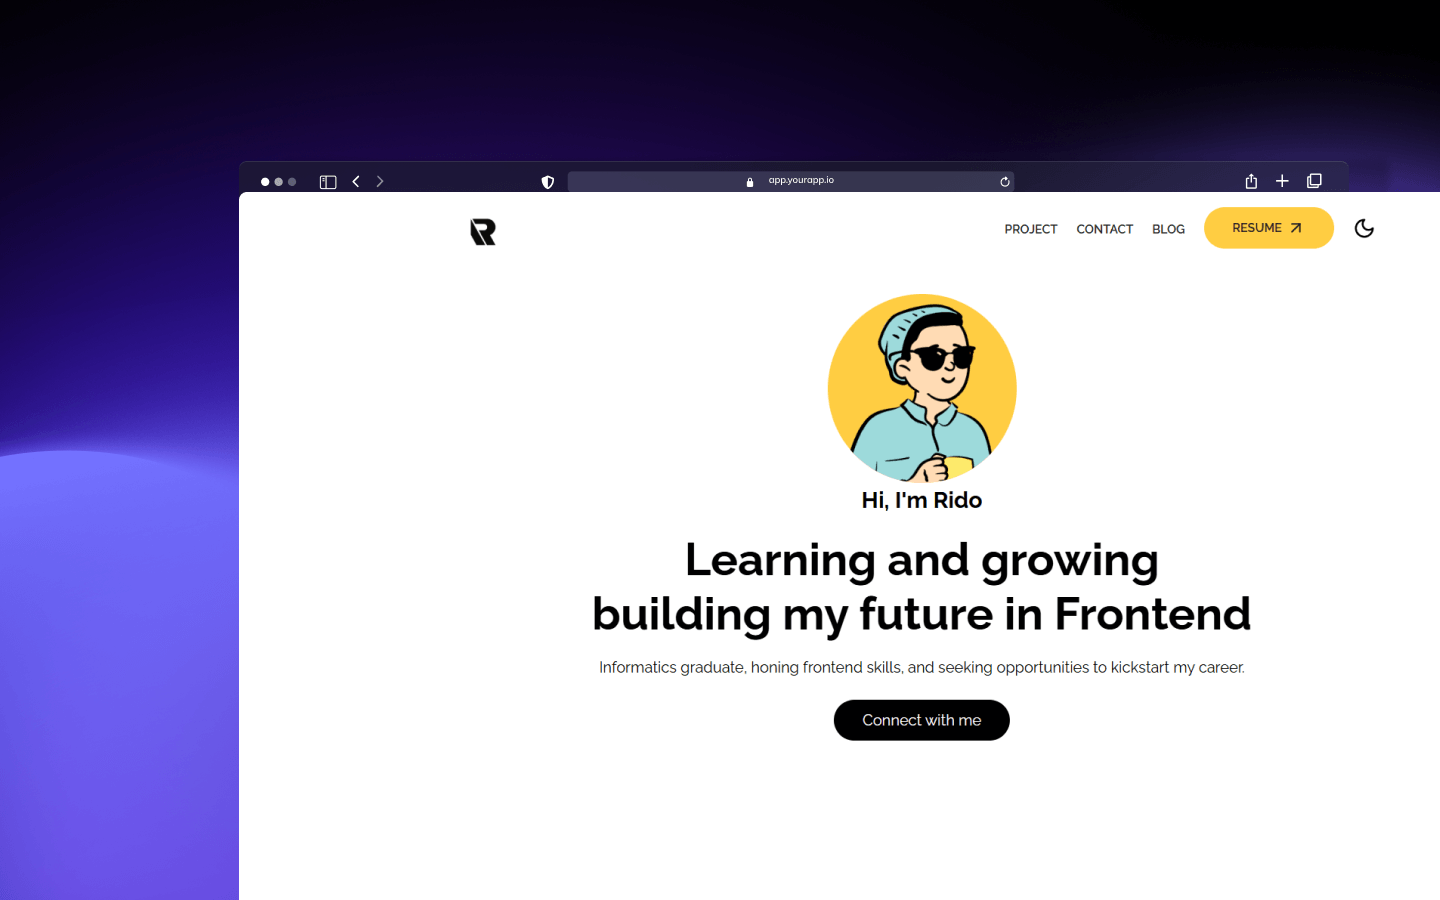 app.yourapp.io
R
PROJECT CONTACT BLOG RESUME
Hi, I'm Rido
Learning and growing
building my future in Frontend
Informatics graduate, honing frontend skills, and seeking opportunities to kickstart my career.
Connect with me